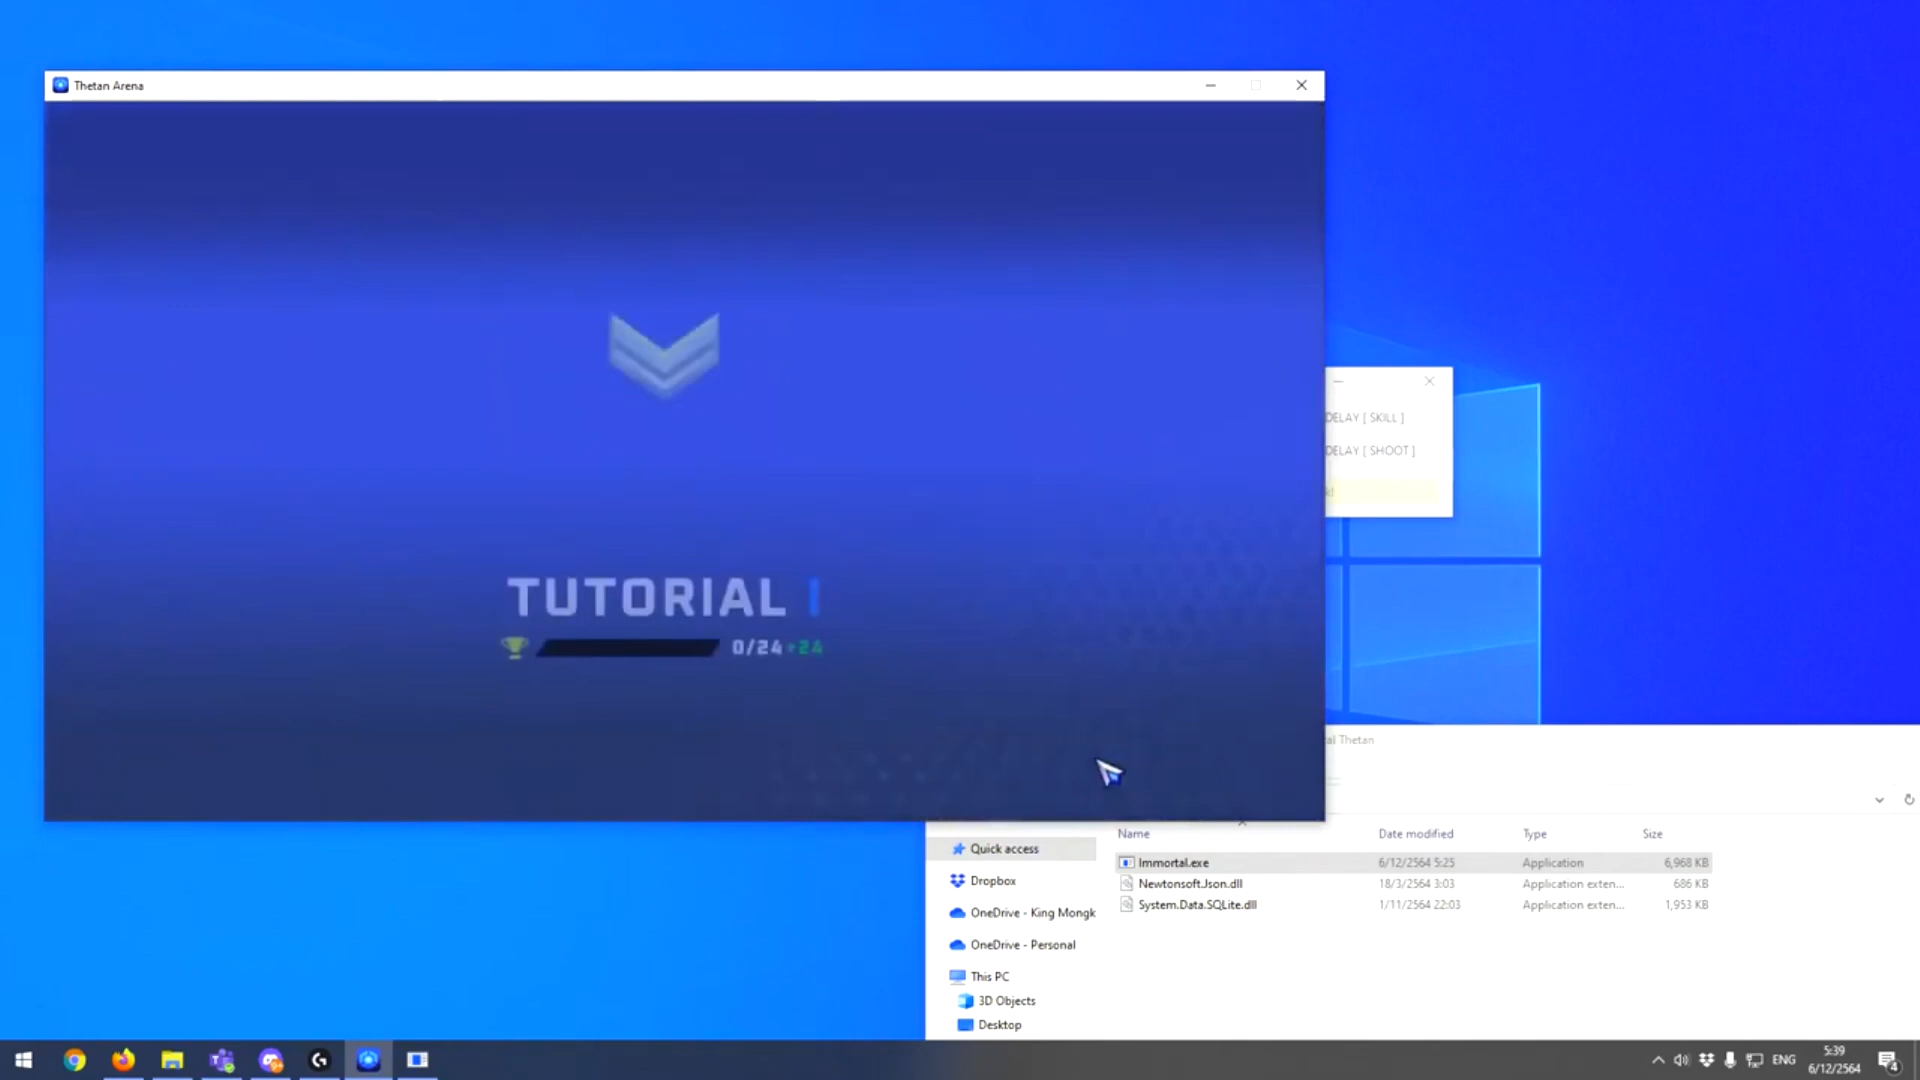 Thetan Arena
DELAY [ SKILL ]
DELAY [ SHOOT ]
TUTORIAL I
0/24 +24
Thetan
Name
Date modified
Type
Size
Quick access
Immortal.exe
6/12/2564 5:25
Application
6,968 KB
Dropbox
Newtonsoft.Json.dll
18/3/2564 3:03
Application exten...
686 KB
OneDrive - King Mongk
System.Data.SQLite.dll
1/11/2564 22:03
Application exten...
1,953 KB
OneDrive - Personal
This PC
3D Objects
Desktop
ENG
5:39
6/12/2564
4